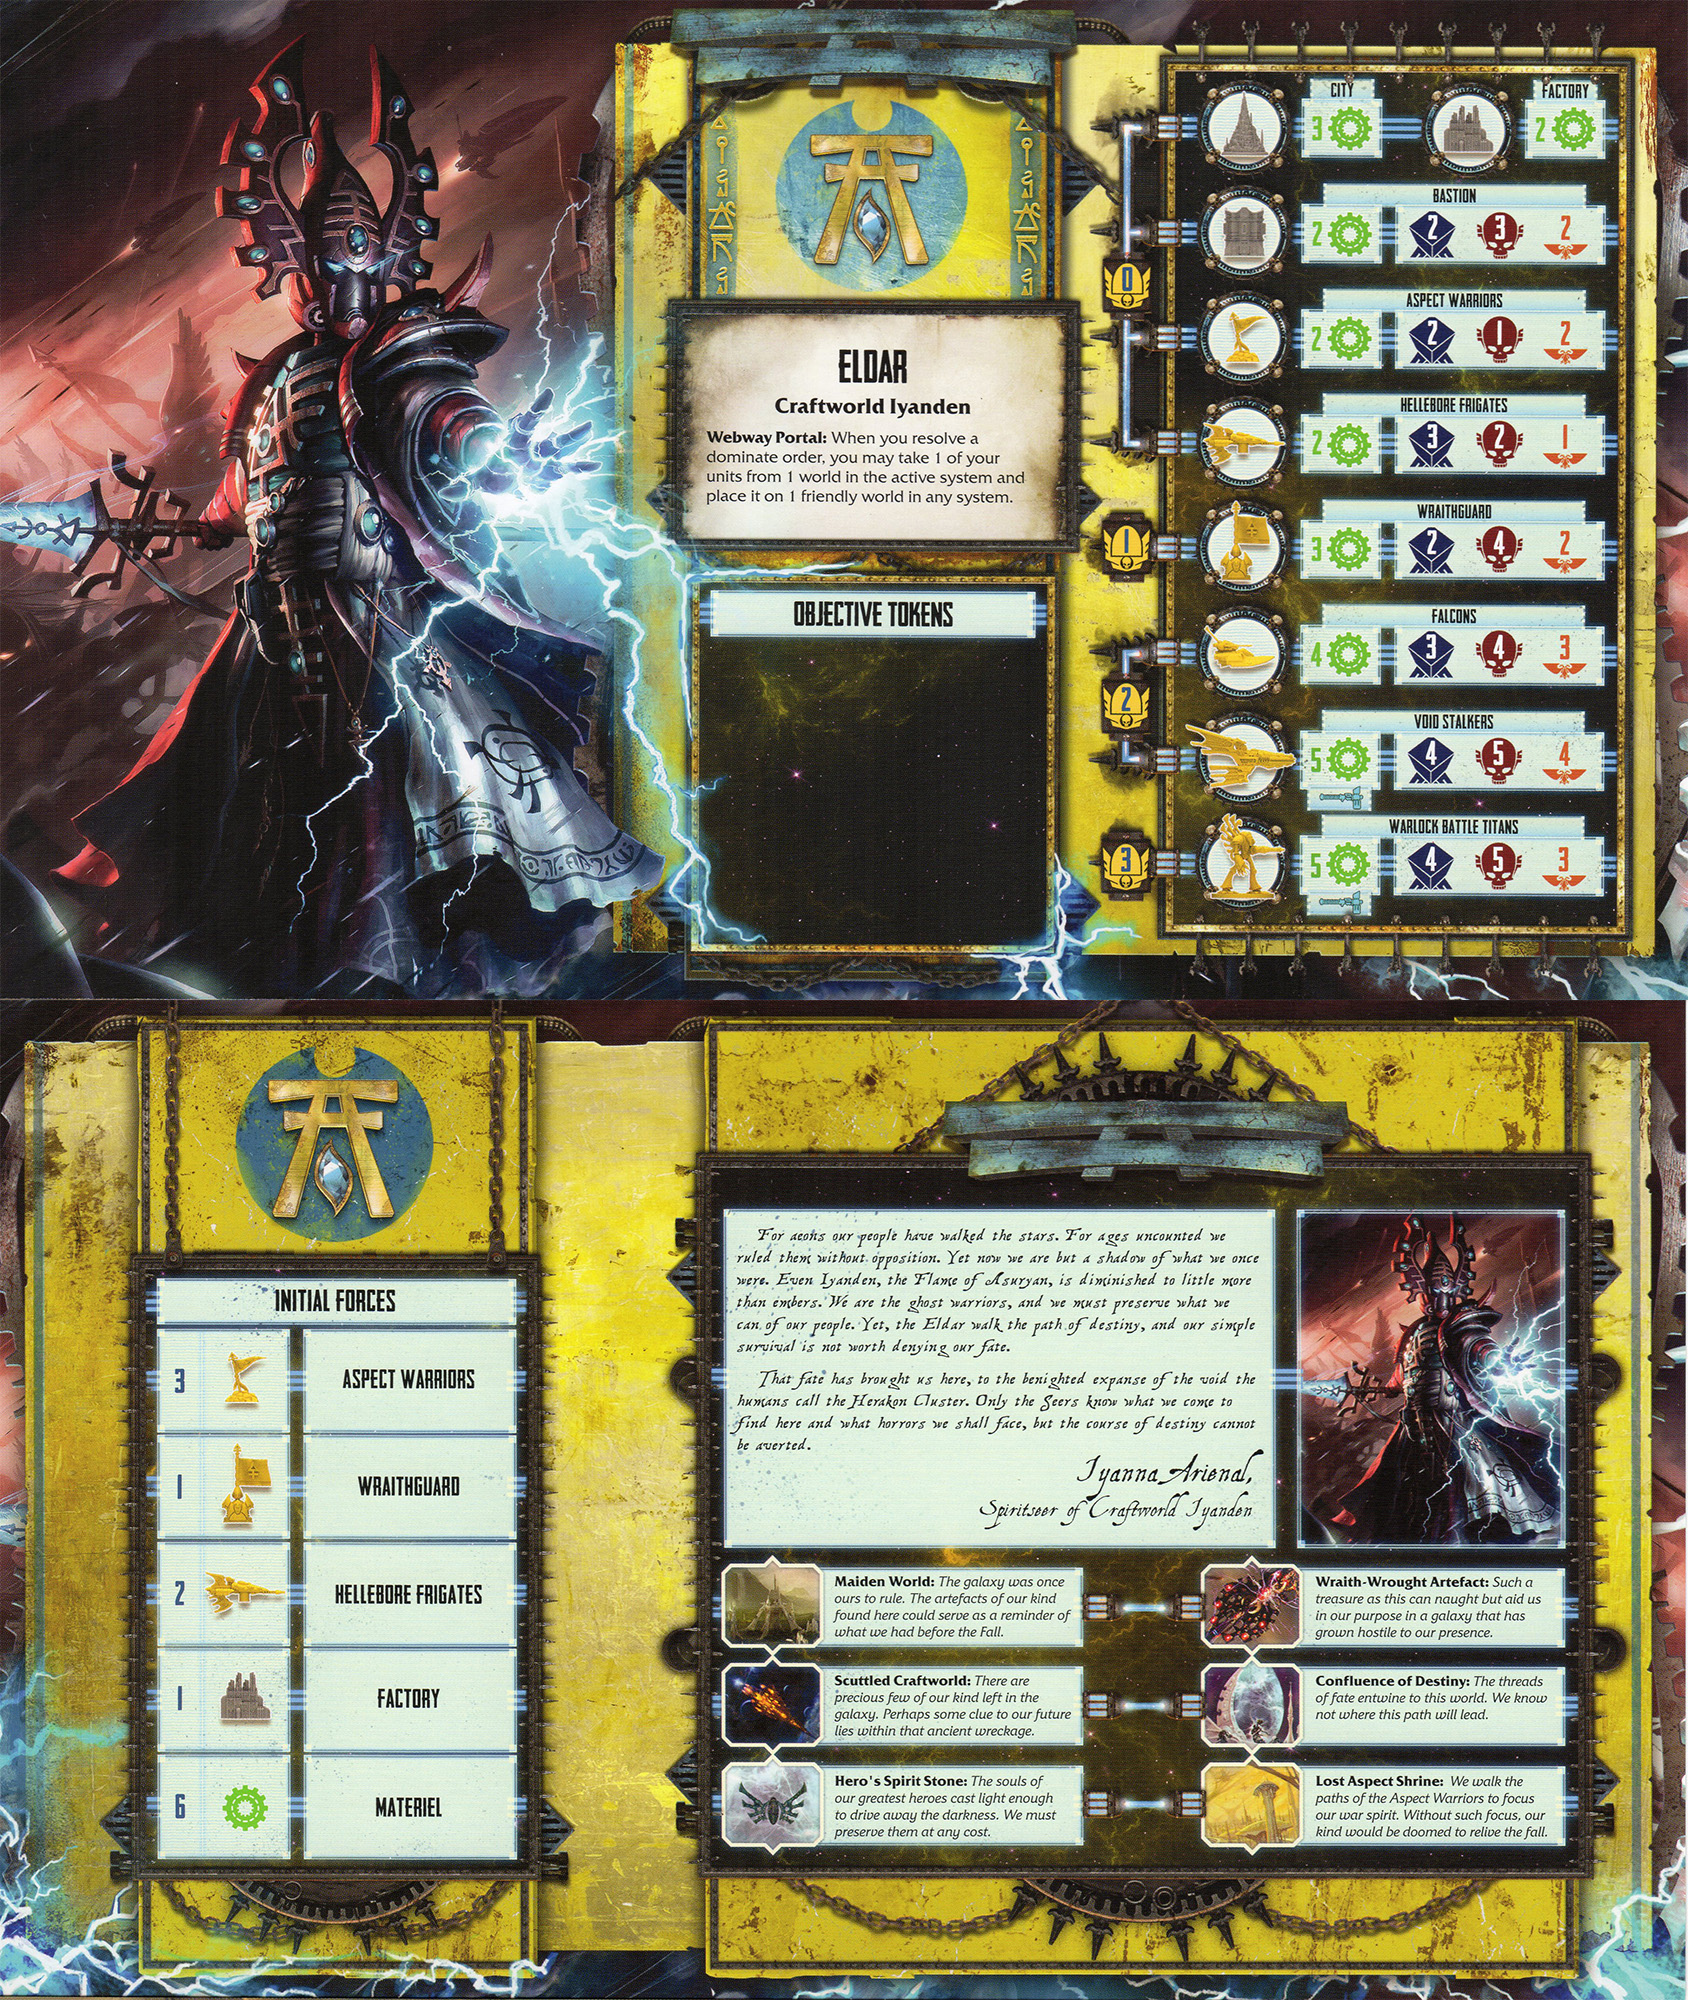 ELDAR
Craftworld Iyanden
Webway Portal: When you resolve a
dominate order, you may take 1 of your
units from 1 world in the active system and
place it on 1 friendly world in any system.
OBJECTIVE TOKENS
CITY
3
FACTORY
2
0
BASTION
2 2 3 2
ASPECT WARRIORS
2 2 1 2
HELLEBORE FRIGATES
2 3 2 1
1
WRAITHGUARD
3 2 4 2
2
FALCONS
4 3 4 3
VOID STALKERS
5 4 5 4
3
WARLOCK BATTLE TITANS
5 4 5 3
INITIAL FORCES
3 ASPECT WARRIORS
1 WRAITHGUARD
2 HELLEBORE FRIGATES
1 FACTORY
6 MATERIEL
For aeons our people have walked the stars. For ages uncounted we
ruled them without opposition. Yet now we are but a shadow of what we once
were. Even Iyanden, the Flame of Asuryan, is diminished to little more
than embers. We are the ghost warriors, and we must preserve what we
can of our people. Yet, the Eldar walk the path of destiny, and our simple
survival is not worth denying our fate.
That fate has brought us here, to the benighted expanse of the void the
humans call the Herakon Cluster. Only the Seers know what we come to
find here and what horrors we shall face, but the course of destiny cannot
be averted.
Iyanna Arienal,
Spiritseer of Craftworld Iyanden
Maiden World: The galaxy was once
ours to rule. The artefacts of our kind
found here could serve as a reminder of
what we had before the Fall.
Wraith-Wrought Artefact: Such a
treasure as this can naught but aid us
in our purpose in a galaxy that has
grown hostile to our presence.
Scuttled Craftworld: There are
precious few of our kind left in the
galaxy. Perhaps some clue to our future
lies within that ancient wreckage.
Confluence of Destiny: The threads
of fate entwine to this world. We know
not where this path will lead.
Hero's Spirit Stone: The souls of
our greatest heroes cast light enough
to drive away the darkness. We must
preserve them at any cost.
Lost Aspect Shrine: We walk the
paths of the Aspect Warriors to focus
our war spirit. Without such focus, our
kind would be doomed to relive the fall.